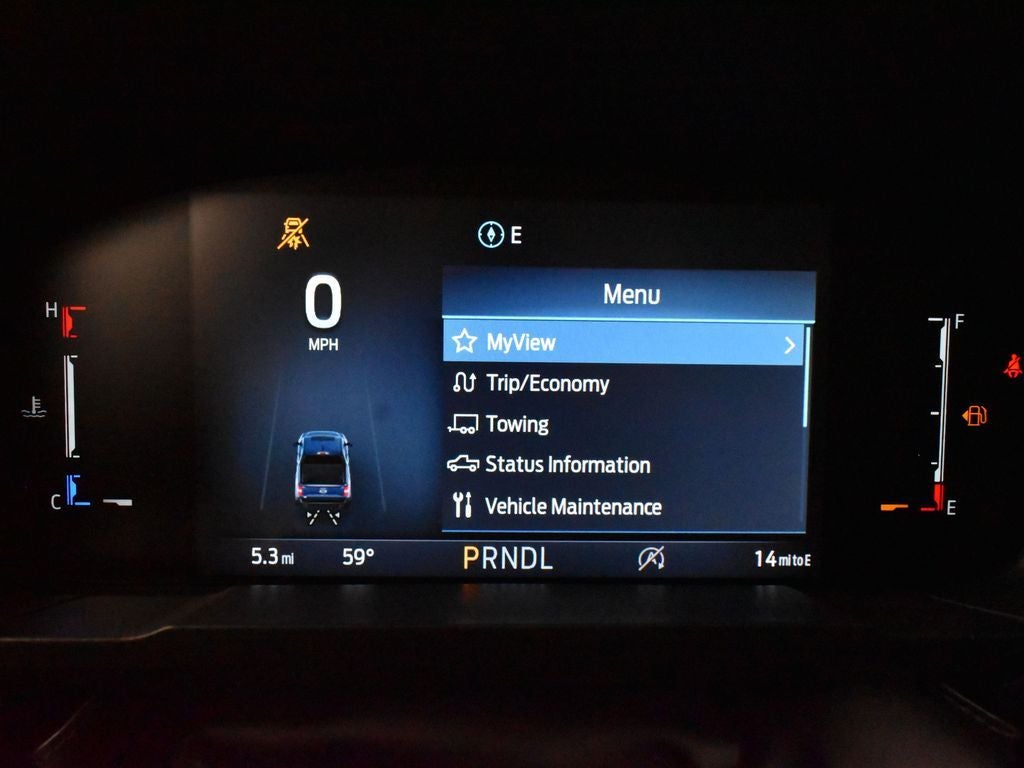 E
0
MPH
Menu
MyView
Trip/Economy
Towing
Status Information
Vehicle Maintenance
H
C
F
E
5.3 mi 59° PRNDL 14 mi to E